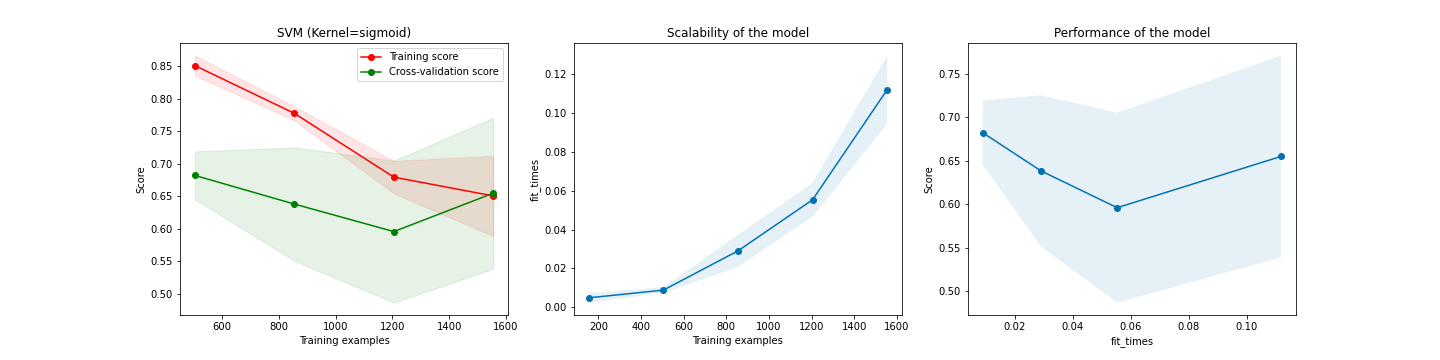 SVM (Kernel=sigmoid)
Training score
Cross-validation score
Score
0.85
0.80
0.75
0.70
0.65
0.60
0.55
0.50
600 800 1000 1200 1400 1600
Training examples
Scalability of the model
fit_times
0.12
0.10
0.08
0.06
0.04
0.02
0.00
200 400 600 800 1000 1200 1400 1600
Training examples
Performance of the model
Score
0.75
0.70
0.65
0.60
0.55
0.50
0.02 0.04 0.06 0.08 0.10
fit_times